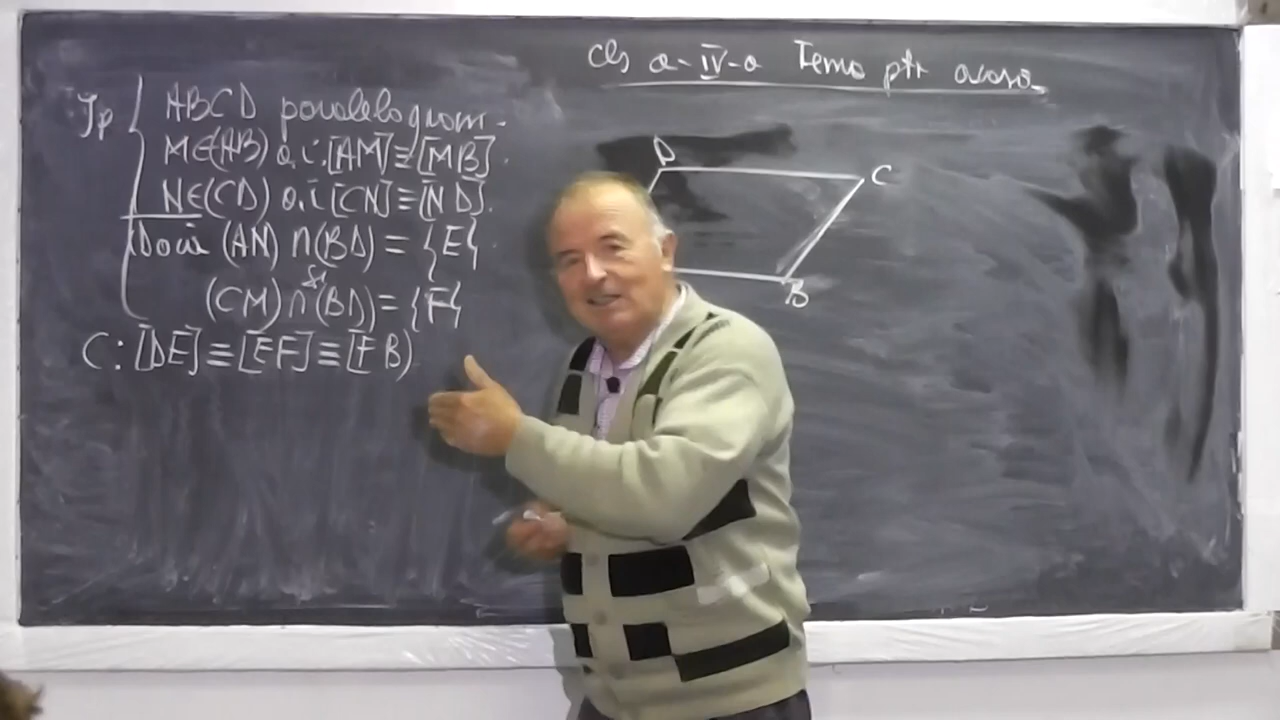 cls a-IV-a Temă ptr acasă
Ip ABCD paralelogram.
M∈(AB) a.î. [AM]≡[MB]
N∈(CD) a.î [CN]≡[ND].
Dacă (AN) ∩ (BD) = {E}
și
(CM) ∩ (BD) = {F}
C: [DE]≡[EF]≡[FB)
D
C
B